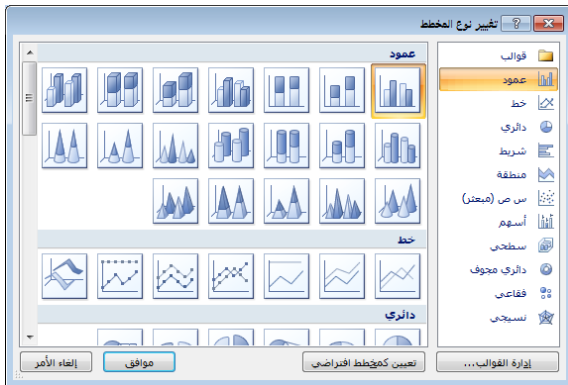 تغيير نوع المخطط
قوالب
عمود
خط
دائري
شريط
منطقة
س ص (مبعثر)
أسهم
سطحي
دائري مجوف
فقاعي
نسيجي
عمود
خط
دائري
إدارة القوالب...
تعيين كمخطط افتراضي
موافق
إلغاء الأمر